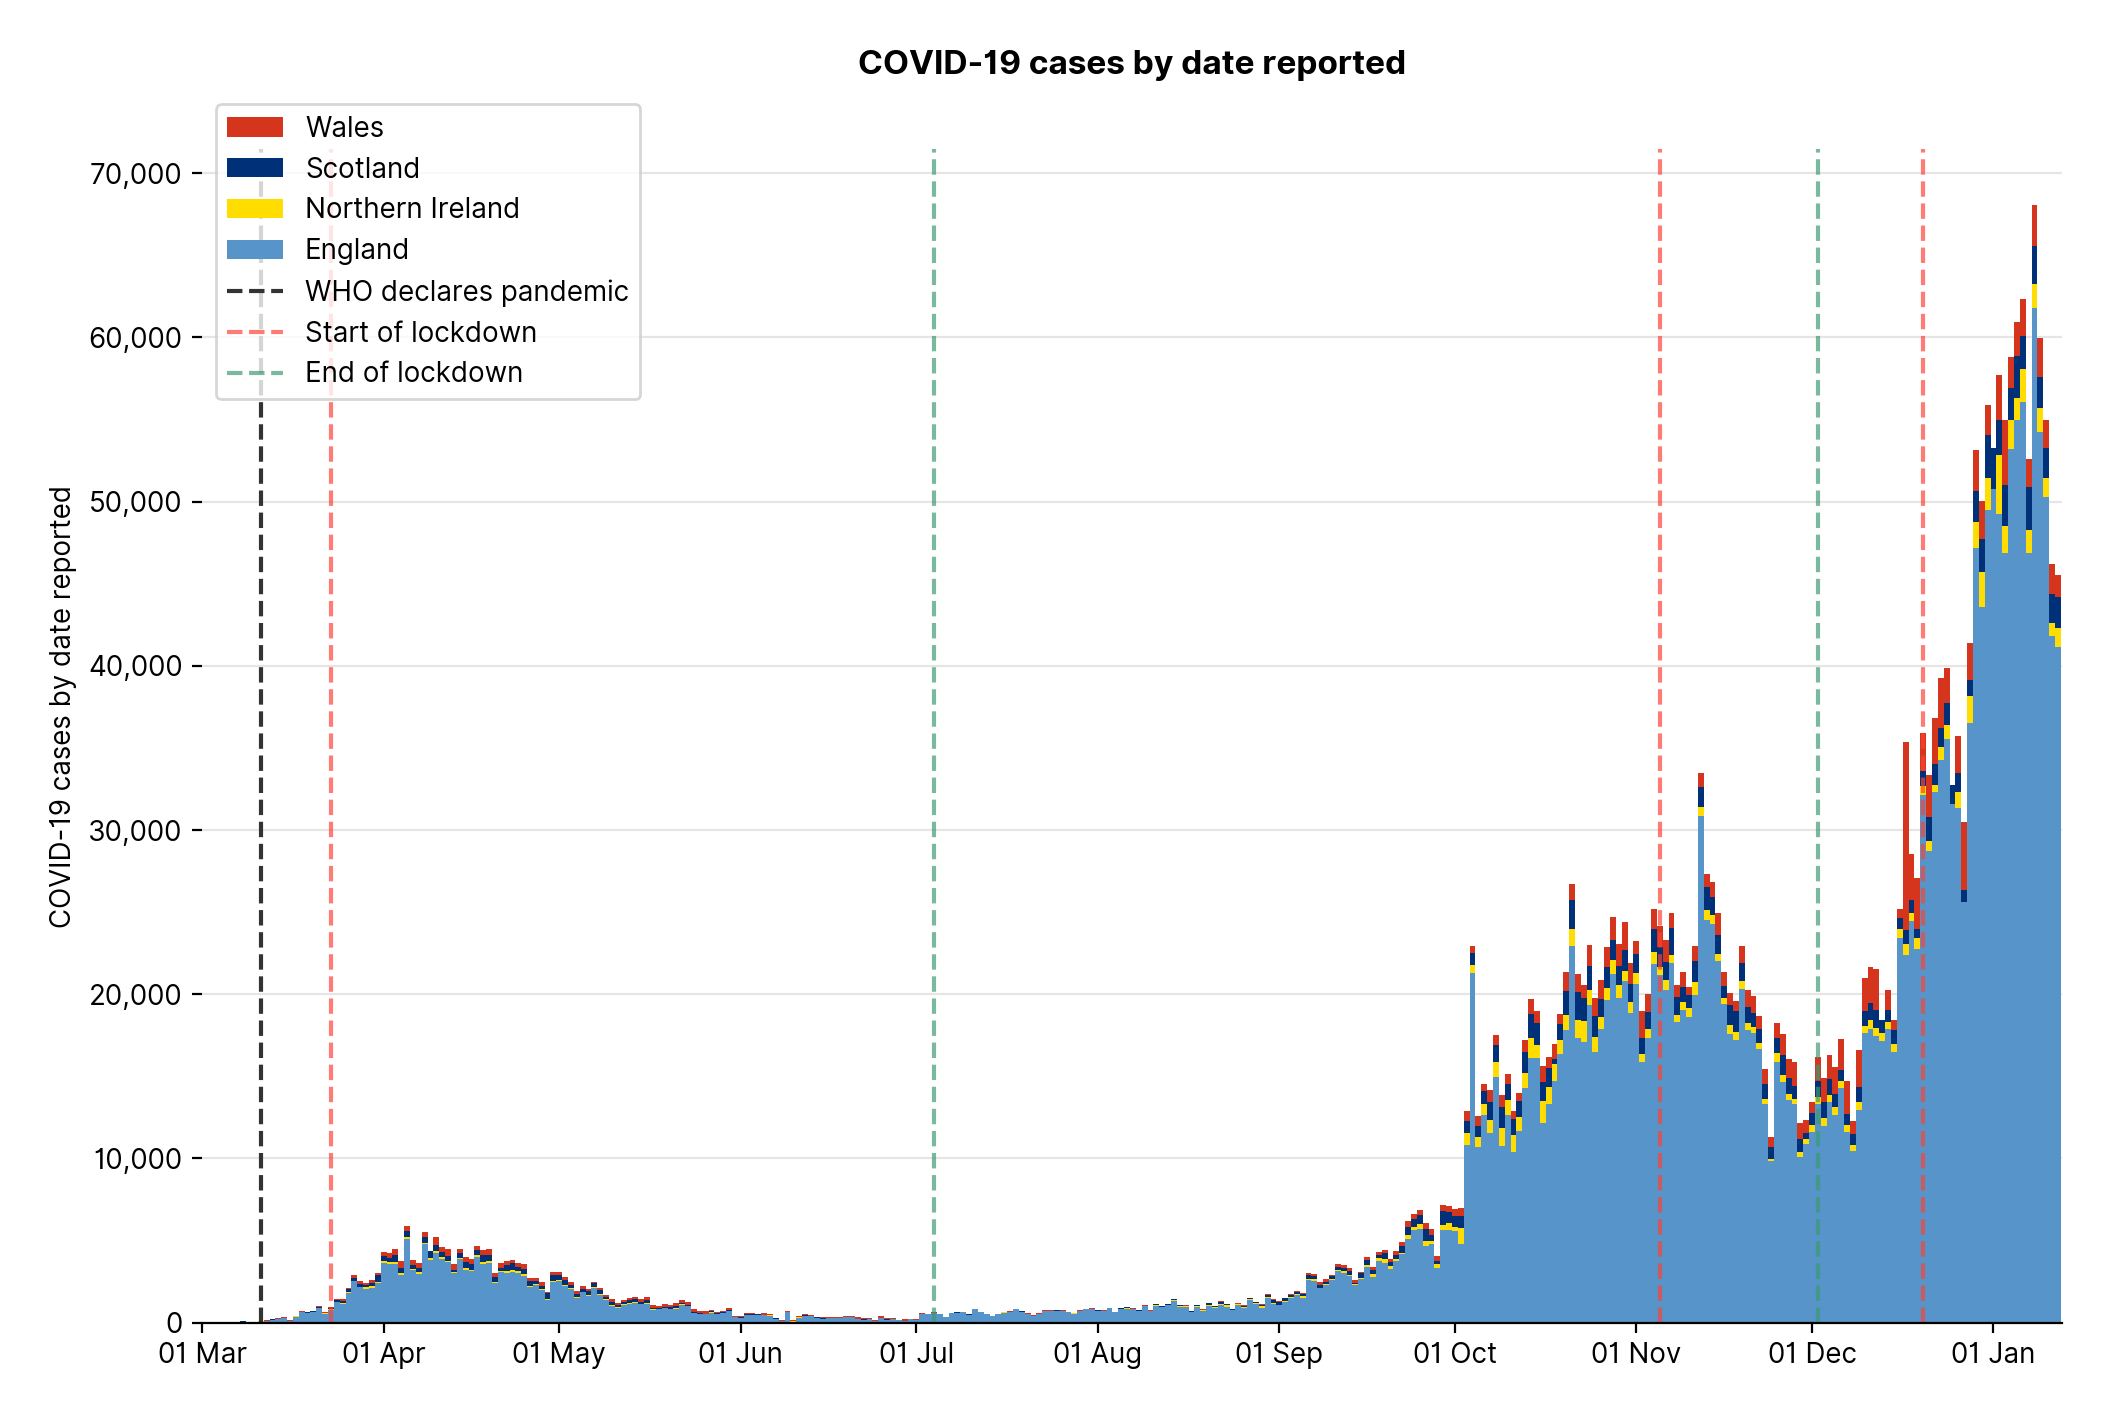 COVID-19 cases by date reported
Wales
Scotland
Northern Ireland
England
WHO declares pandemic
Start of lockdown
End of lockdown
COVID-19 cases by date reported
70,000
60,000
50,000
40,000
30,000
20,000
10,000
0
01 Mar 01 Apr 01 May 01 Jun 01 Jul 01 Aug 01 Sep 01 Oct 01 Nov 01 Dec 01 Jan